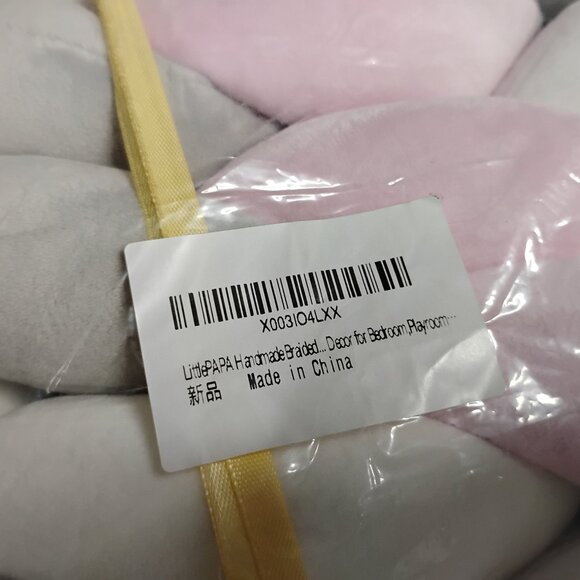 X003IO4LXX
LittlePAPA Handmade Braided... Decor for Bedroom,Playroom...
新品 Made in China